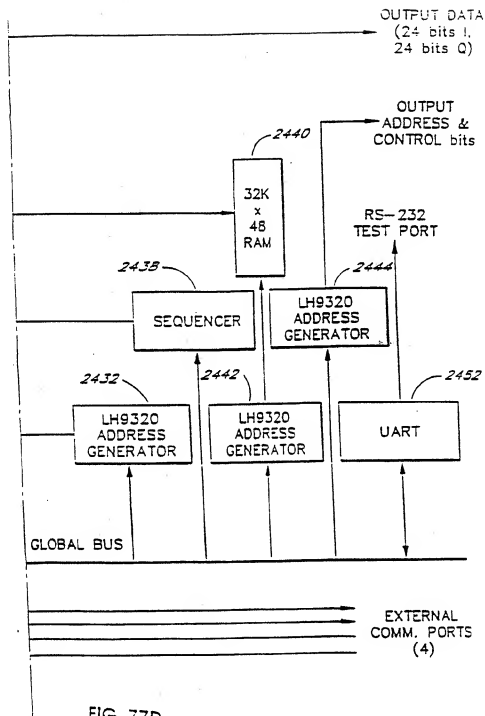 OUTPUT DATA
(24 bits I,
24 bits Q)
OUTPUT
ADDRESS &
CONTROL bits
2440
32K
x
48
RAM
RS-232
TEST PORT
2438
2444
SEQUENCER
LH9320
ADDRESS
GENERATOR
2432
2442
2452
LH9320
ADDRESS
GENERATOR
LH9320
ADDRESS
GENERATOR
UART
GLOBAL BUS
EXTERNAL
COMM. PORTS
(4)
FIG. 77D